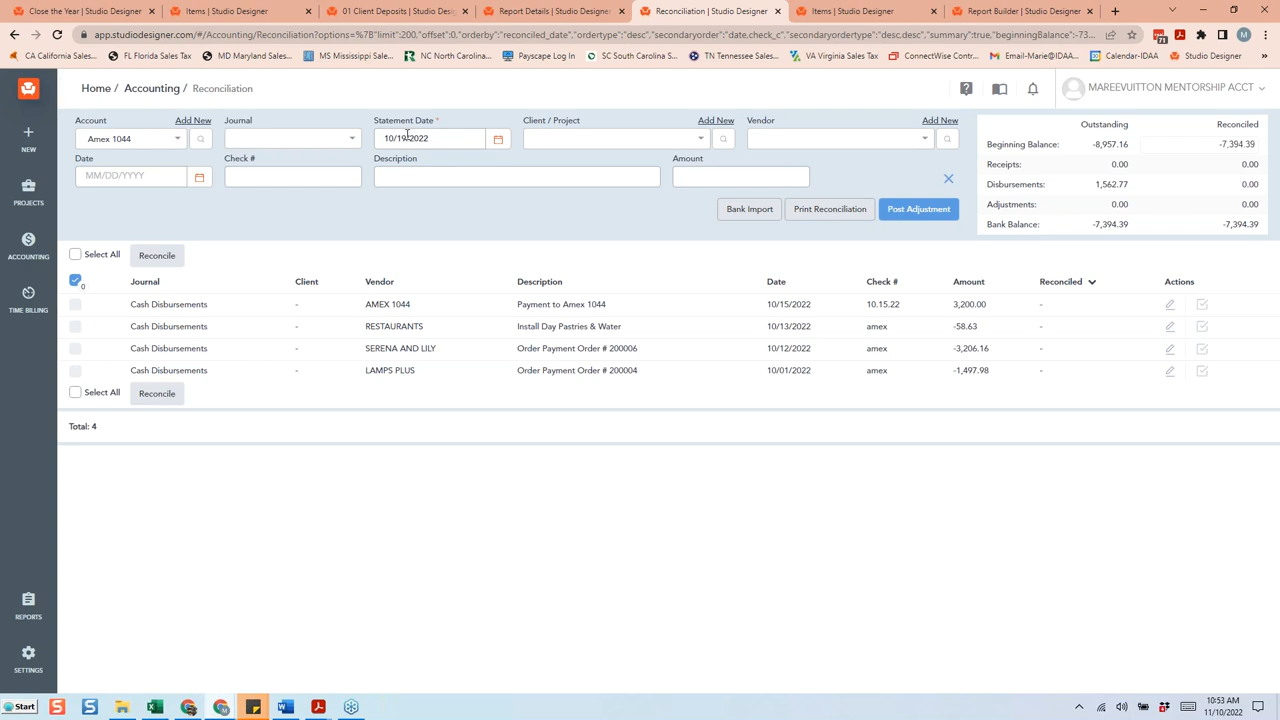 01 Close the Year | Studio Designer
Items | Studio Designer
01 Client Deposits | Studio Desig
Report Details | Studio Designer
Reconciliation | Studio Designer
Items | Studio Designer
Report Builder | Studio Designer
app.studiodesigner.com/#/Accounting/Reconciliation?options=%7B"limit":200,"offset":0,"orderby":"reconciled_date","ordertype":"desc","secondaryorder":"date,check_c","secondaryordertype":"desc,desc","summary":true,"beginningBalance":-73...
CA California Sales...
FL Florida Sales Tax
MD Maryland Sales...
MS Mississippi Sale...
NC North Carolina...
Payscape Log In
SC South Carolina S...
TN Tennessee Sales...
VA Virginia Sales Tax
ConnectWise Contr...
Email-Marie@IDAA...
Calendar-IDAA
Studio Designer
Home / Accounting / Reconciliation
MAREEVUITTON MENTORSHIP ACCT
NEW
PROJECTS
ACCOUNTING
TIME BILLING
REPORTS
SETTINGS
Account Add New Journal Statement Date * Client / Project Add New Vendor Add New
Amex 1044 10/19/2022
Date Check # Description Amount
MM/DD/YYYY
Bank Import Print Reconciliation Post Adjustment
Outstanding Reconciled
Beginning Balance: -8,957.16 -7,394.39
Receipts: 0.00 0.00
Disbursements: 1,562.77 0.00
Adjustments: 0.00 0.00
Bank Balance: -7,394.39 -7,394.39
Select All Reconcile
0 Journal Client Vendor Description Date Check # Amount Reconciled Actions
Cash Disbursements - AMEX 1044 Payment to Amex 1044 10/15/2022 10.15.22 3,200.00 -
Cash Disbursements - RESTAURANTS Install Day Pastries & Water 10/13/2022 amex -58.63 -
Cash Disbursements - SERENA AND LILY Order Payment Order # 200006 10/12/2022 amex -3,206.16 -
Cash Disbursements - LAMPS PLUS Order Payment Order # 200004 10/01/2022 amex -1,497.98 -
Select All Reconcile
Total: 4
Start
10:53 AM
11/10/2022